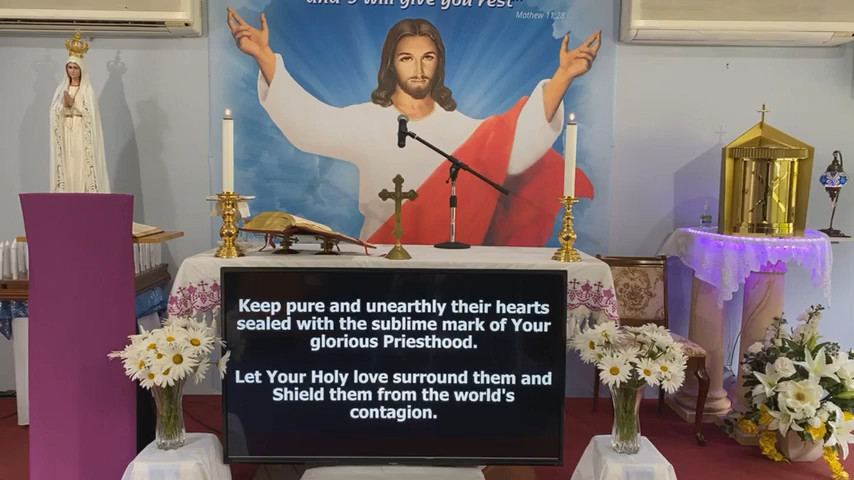 and I will give you rest"
Mathew 11:28
Keep pure and unearthly their hearts
sealed with the sublime mark of Your
glorious Priesthood.
Let Your Holy love surround them and
Shield them from the world's
contagion.